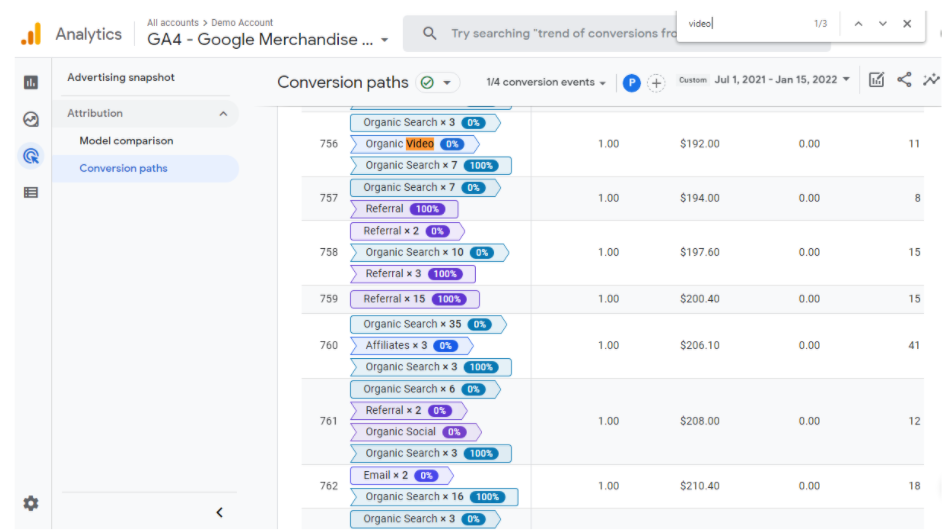 All accounts > Demo Account
Analytics
GA4 - Google Merchandise ...
Try searching "trend of conversions fro
video
1/3
Advertising snapshot
Attribution
Model comparison
Conversion paths
Conversion paths
1/4 conversion events
P
Custom Jul 1, 2021 - Jan 15, 2022
Organic Search × 3 0%
756 Organic Video 0% 1.00 $192.00 0.00 11
Organic Search × 7 100%
Organic Search × 7 0%
757 1.00 $194.00 0.00 8
Referral 100%
Referral × 2 0%
758 Organic Search × 10 0% 1.00 $197.60 0.00 15
Referral × 3 100%
759 Referral × 15 100% 1.00 $200.40 0.00 15
Organic Search × 35 0%
760 Affiliates × 3 0% 1.00 $206.10 0.00 41
Organic Search × 3 100%
Organic Search × 6 0%
Referral × 2 0%
761 1.00 $208.00 0.00 12
Organic Social 0%
Organic Search × 3 100%
Email × 2 0%
762 1.00 $210.40 0.00 18
Organic Search × 16 100%
Organic Search × 3 0%